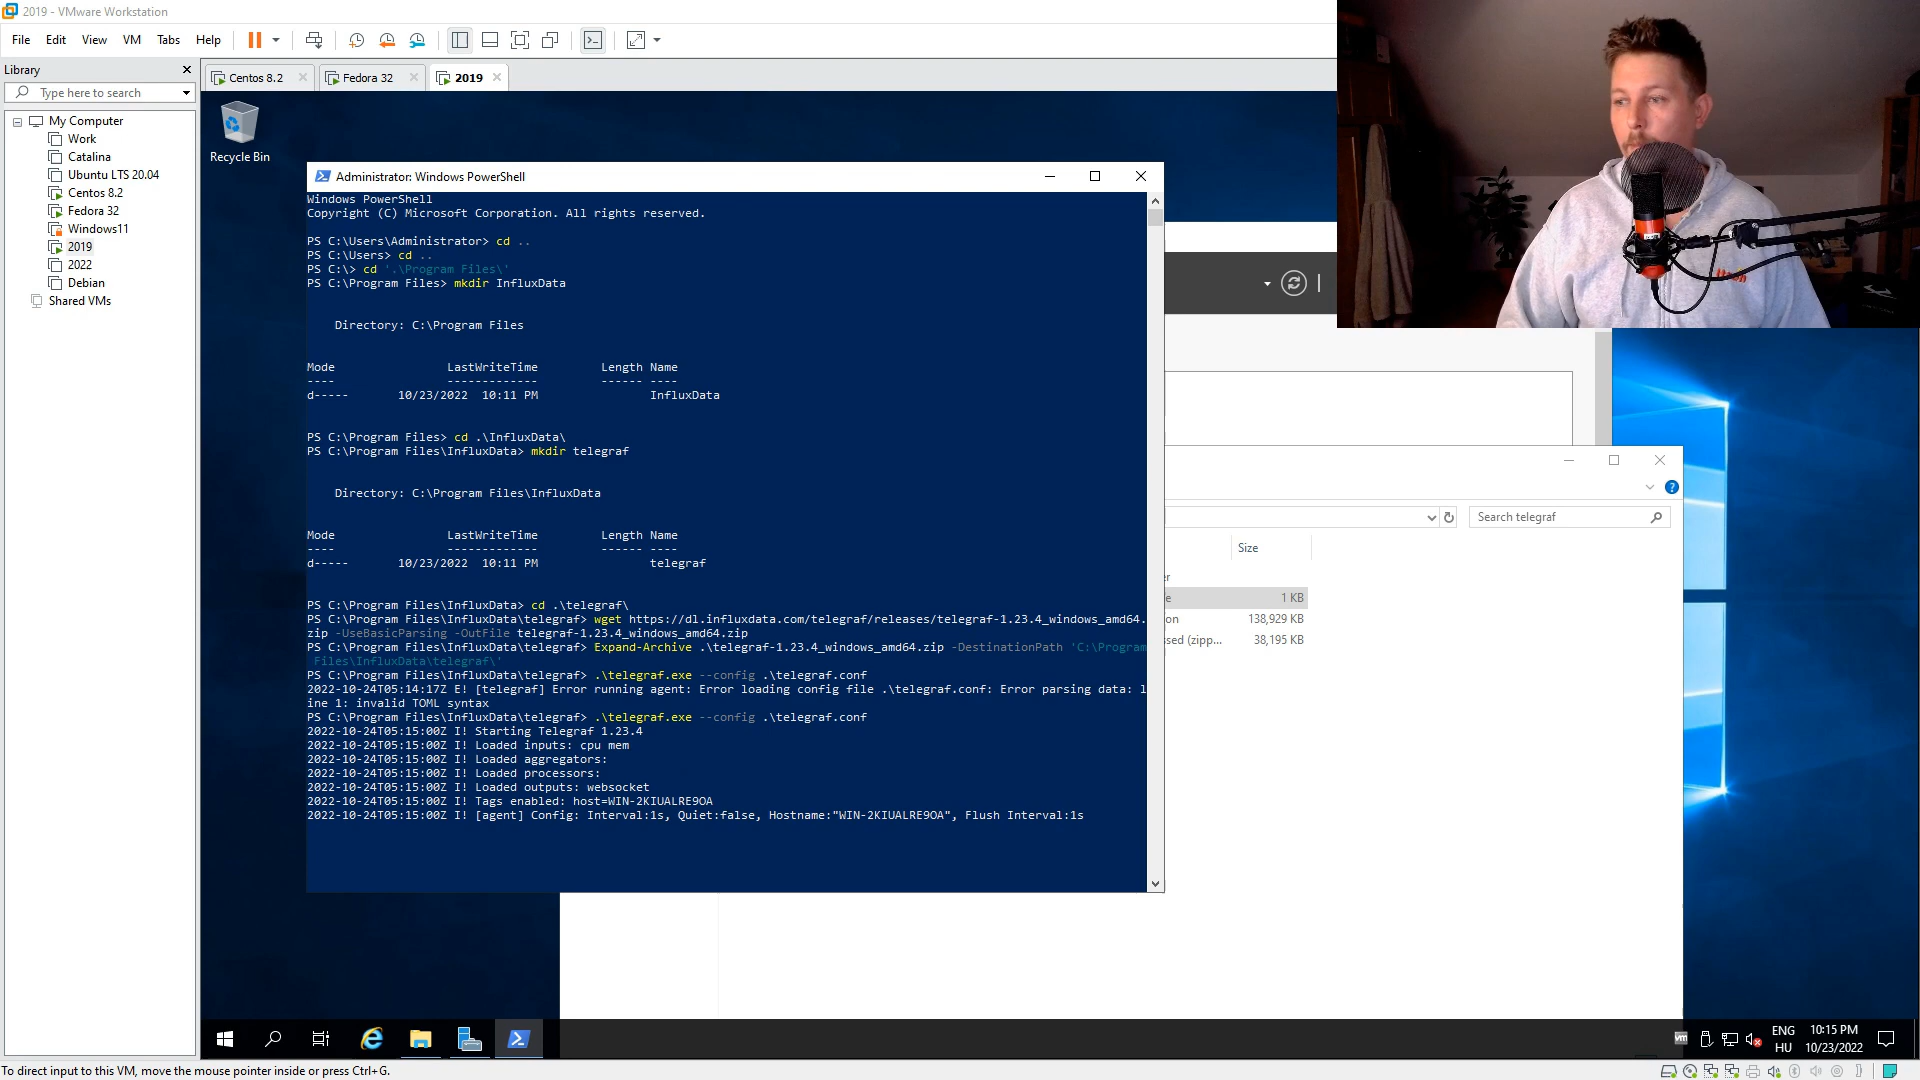 2019 - VMware Workstation
File Edit View VM Tabs Help
Library
Type here to search
My Computer
Work
Catalina
Ubuntu LTS 20.04
Centos 8.2
Fedora 32
Windows11
2019
2022
Debian
Shared VMs
Centos 8.2
Fedora 32
2019
Recycle Bin
Administrator: Windows PowerShell
Windows PowerShell
Copyright (C) Microsoft Corporation. All rights reserved.
PS C:\Users\Administrator> cd ..
PS C:\Users> cd ..
PS C:\> cd '.\Program Files\'
PS C:\Program Files> mkdir InfluxData
Directory: C:\Program Files
Mode LastWriteTime Length Name
---- ------------- ------ ----
d----- 10/23/2022 10:11 PM InfluxData
PS C:\Program Files> cd .\InfluxData\
PS C:\Program Files\InfluxData> mkdir telegraf
Directory: C:\Program Files\InfluxData
Mode LastWriteTime Length Name
---- ------------- ------ ----
d----- 10/23/2022 10:11 PM telegraf
PS C:\Program Files\InfluxData> cd .\telegraf\
PS C:\Program Files\InfluxData\telegraf> wget https://dl.influxdata.com/telegraf/releases/telegraf-1.23.4_windows_amd64.
zip -UseBasicParsing -OutFile telegraf-1.23.4_windows_amd64.zip
PS C:\Program Files\InfluxData\telegraf> Expand-Archive .\telegraf-1.23.4_windows_amd64.zip -DestinationPath 'C:\Program
Files\InfluxData\telegraf\'
PS C:\Program Files\InfluxData\telegraf> .\telegraf.exe --config .\telegraf.conf
2022-10-24T05:14:17Z E! [telegraf] Error running agent: Error loading config file .\telegraf.conf: Error parsing data: l
ine 1: invalid TOML syntax
PS C:\Program Files\InfluxData\telegraf> .\telegraf.exe --config .\telegraf.conf
2022-10-24T05:15:00Z I! Starting Telegraf 1.23.4
2022-10-24T05:15:00Z I! Loaded inputs: cpu mem
2022-10-24T05:15:00Z I! Loaded aggregators:
2022-10-24T05:15:00Z I! Loaded processors:
2022-10-24T05:15:00Z I! Loaded outputs: websocket
2022-10-24T05:15:00Z I! Tags enabled: host=WIN-2KIUALRE9OA
2022-10-24T05:15:00Z I! [agent] Config: Interval:1s, Quiet:false, Hostname:"WIN-2KIUALRE9OA", Flush Interval:1s
Search telegraf
Size
er
e 1 KB
on 138,929 KB
ssed (zipp... 38,195 KB
vm
ENG
HU
10:15 PM
10/23/2022
To direct input to this VM, move the mouse pointer inside or press Ctrl+G.